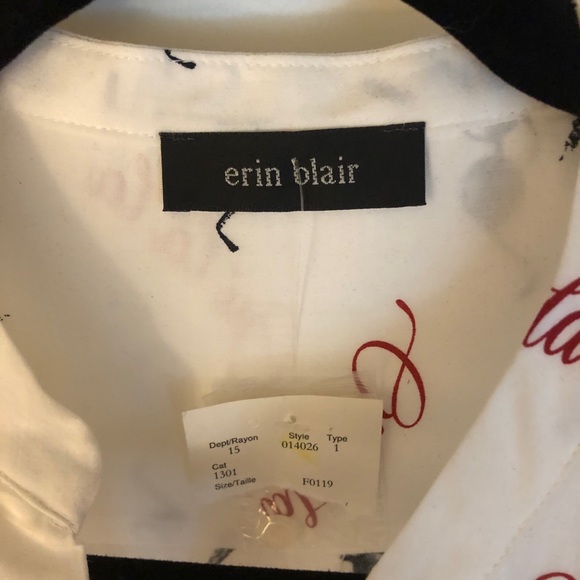 erin blair
Dept/Rayon Style Type
15 014026 1
Cat
1301
Size/Taille F0119